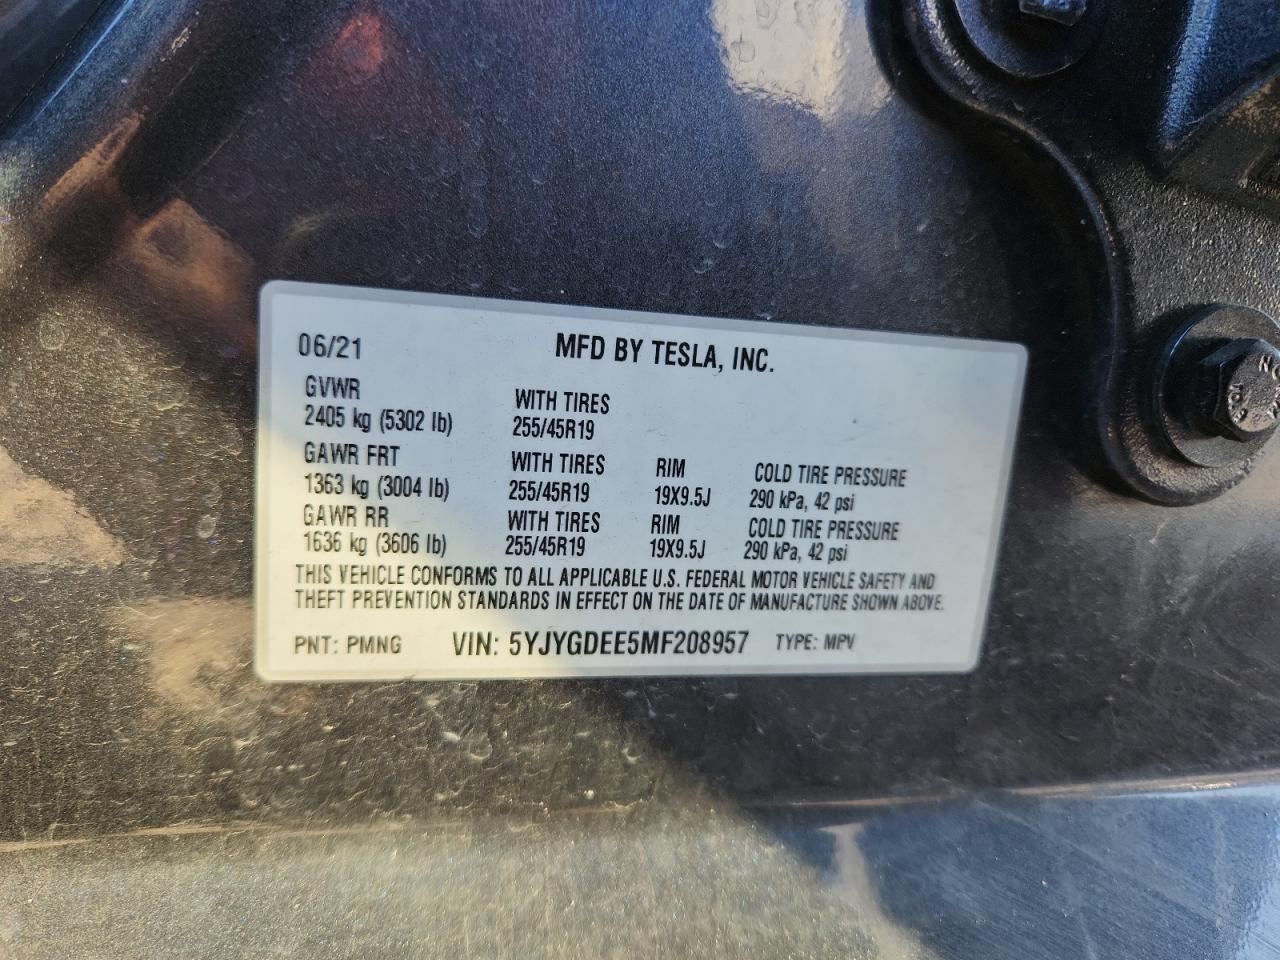 06/21 MFD BY TESLA, INC.
GVWR WITH TIRES
2405 kg (5302 lb) 255/45R19
GAWR FRT WITH TIRES RIM COLD TIRE PRESSURE
1363 kg (3004 lb) 255/45R19 19X9.5J 290 kPa, 42 psi
GAWR RR WITH TIRES RIM COLD TIRE PRESSURE
1636 kg (3606 lb) 255/45R19 19X9.5J 290 kPa, 42 psi
THIS VEHICLE CONFORMS TO ALL APPLICABLE U.S. FEDERAL MOTOR VEHICLE SAFETY AND
THEFT PREVENTION STANDARDS IN EFFECT ON THE DATE OF MANUFACTURE SHOWN ABOVE.
PNT: PMNG VIN: 5YJYGDEE5MF208957 TYPE: MPV